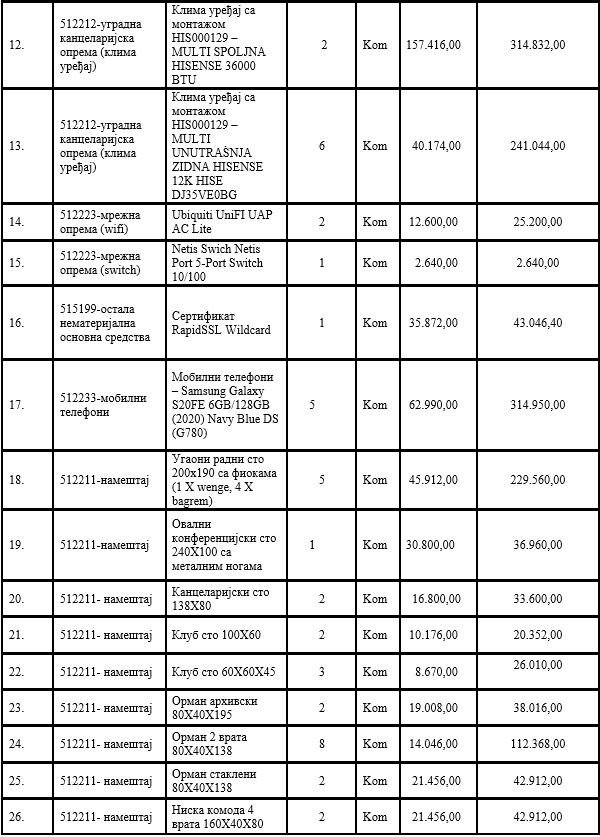 12.
512212-уградна
канцеларијска
опрема (клима
уређај)
Клима уређај са
монтажом
HIS000129 –
MULTI SPOLJNA
HISENSE 36000
BTU
2
Kom
157.416,00
314.832,00
13.
512212-уградна
канцеларијска
опрема (клима
уређај)
Клима уређај са
монтажом
HIS000129 –
MULTI
UNUTRAŠNJA
ZIDNA HISENSE
12K HISE
DJ35VE0BG
6
Kom
40.174,00
241.044,00
14.
512223-мрежна
опрема (wifi)
Ubiquiti UniFI UAP
AC Lite
2
Kom
12.600,00
25.200,00
15.
512223-мрежна
опрема (switch)
Netis Swich Netis
Port 5-Port Switch
10/100
1
Kom
2.640,00
2.640,00
16.
515199-остала
нематеријална
основна средства
Сертификат
RapidSSL Wildcard
1
Kom
35.872,00
43.046,40
17.
512233-мобилни
телефони
Мобилни телефони
– Samsung Galaxy
S20FE 6GB/128GB
(2020) Navy Blue DS
(G780)
5
Kom
62.990,00
314.950,00
18.
512211-намештај
Угаони радни сто
200x190 са фиокама
(1 X wenge, 4 X
bagrem)
5
Kom
45.912,00
229.560,00
19.
512211-намештај
Овални
конференцијски сто
240X100 са
металним ногама
1
Kom
30.800,00
36.960,00
20.
512211- намештај
Канцеларијски сто
138X80
2
Kom
16.800,00
33.600,00
21.
512211- намештај
Клуб сто 100X60
2
Kom
10.176,00
20.352,00
22.
512211- намештај
Клуб сто 60X60X45
3
Kom
8.670,00
26.010,00
23.
512211- намештај
Орман архивски
80X40X195
2
Kom
19.008,00
38.016,00
24.
512211- намештај
Орман 2 врата
80X40X138
8
Kom
14.046,00
112.368,00
25.
512211- намештај
Орман стаклени
80X40X138
2
Kom
21.456,00
42.912,00
26.
512211- намештај
Ниска комода 4
врата 160X40X80
2
Kom
21.456,00
42.912,00